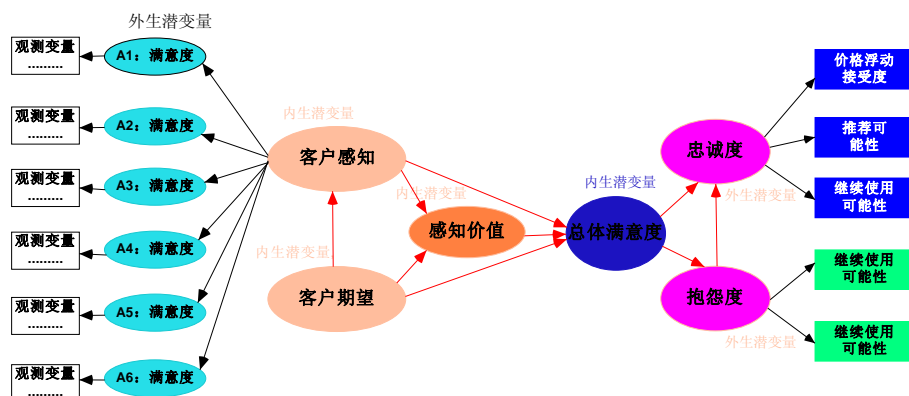 外生潜变量
观测变量
.........
A1：满意度
观测变量
.........
A2：满意度
观测变量
.........
A3：满意度
观测变量
.........
A4：满意度
观测变量
.........
A5：满意度
观测变量
.........
A6：满意度
内生潜变量
客户感知
内生潜变量
感知价值
内生潜变量
客户期望
内生潜变量
总体满意度
忠诚度
外生潜变量
抱怨度
外生潜变量
价格浮动
接受度
推荐可
能性
继续使用
可能性
继续使用
可能性
继续使用
可能性